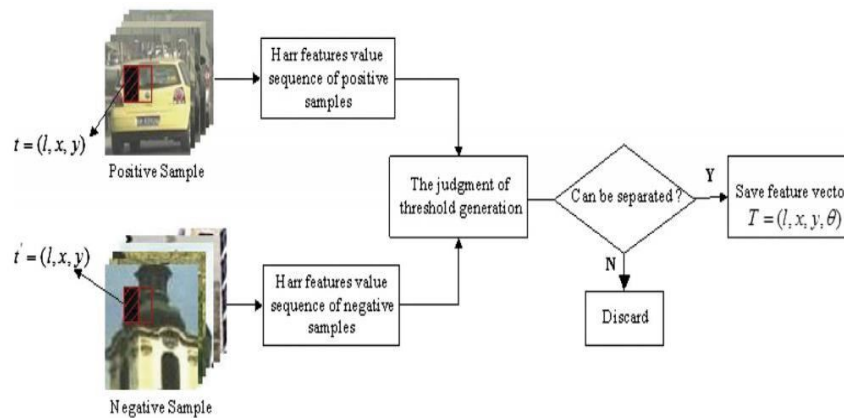 Harr features value
sequence of positive
samples
t = (l, x, y)
Positive Sample
The judgment of
threshold generation
Can be separated ?
Y
Save feature vecto
T = (l, x, y, θ)
N
Discard
t' = (l, x, y)
Harr features value
sequence of negative
samples
Negative Sample